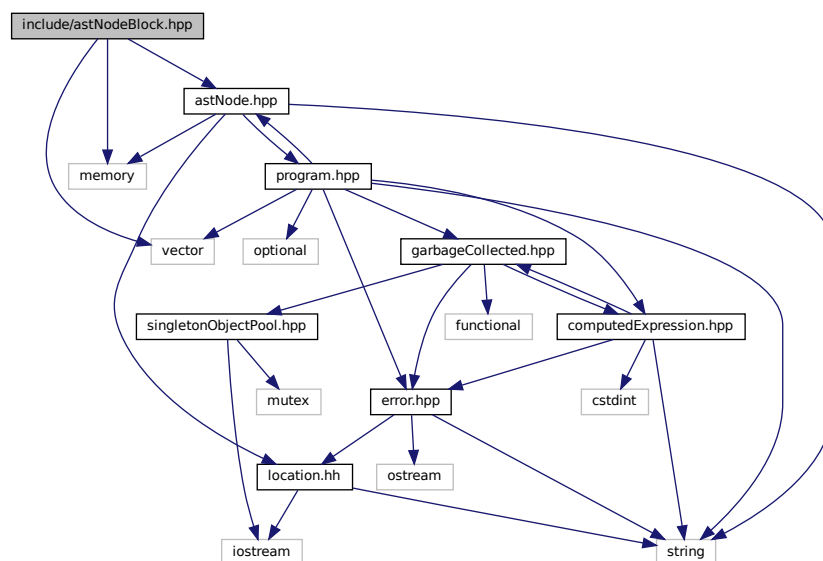 include/astNodeBlock.hpp
astNode.hpp
memory
program.hpp
vector
optional
garbageCollected.hpp
singletonObjectPool.hpp
functional
computedExpression.hpp
mutex
error.hpp
cstdint
location.hh
ostream
iostream
string